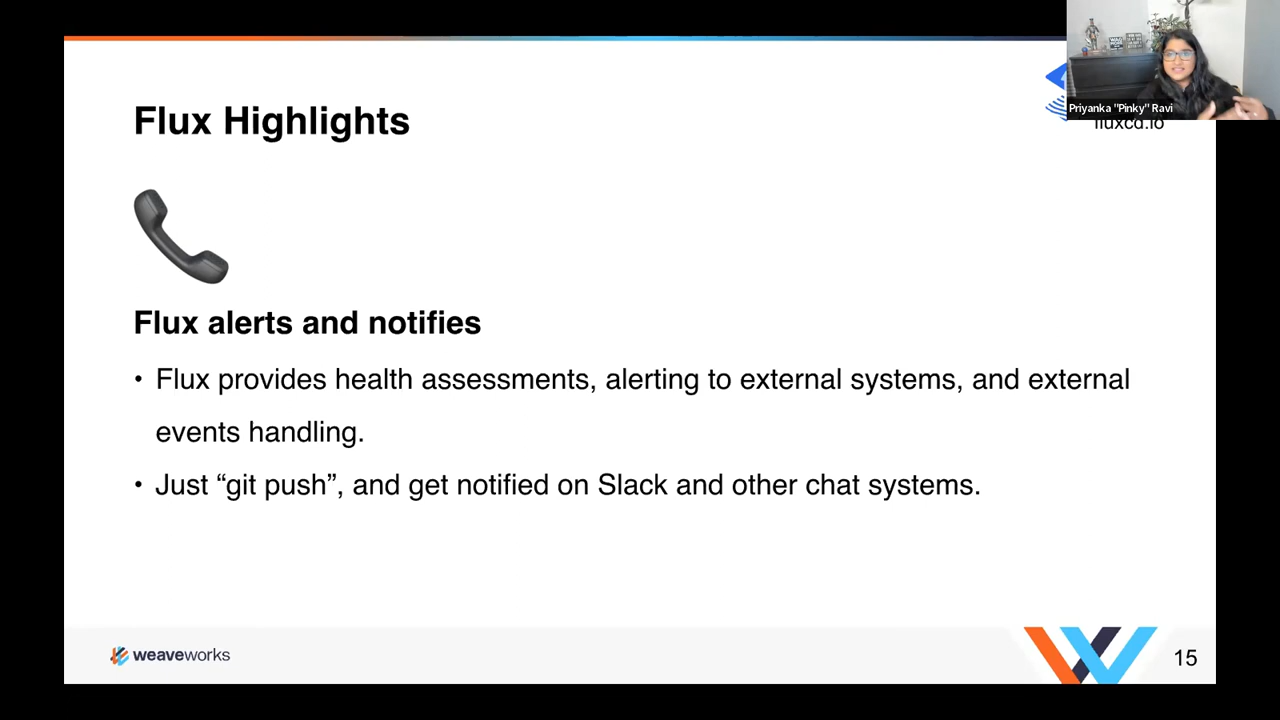 Flux Highlights
Priyanka "Pinky" Ravi
fluxcd.io
Flux alerts and notifies
• Flux provides health assessments, alerting to external systems, and external
events handling.
• Just “git push”, and get notified on Slack and other chat systems.
weaveworks
15